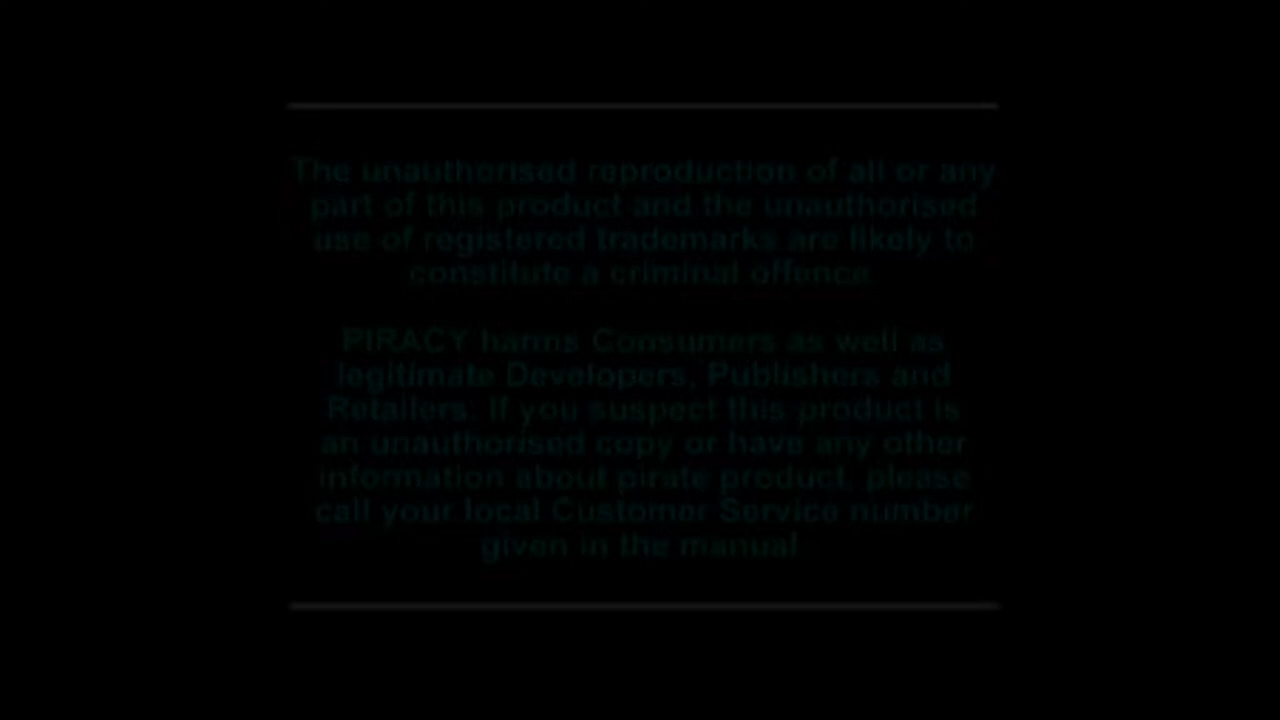 The unauthorised reproduction of all or any
part of this product and the unauthorised
use of registered trademarks are likely to
constitute a criminal offence.
PIRACY harms Consumers as well as
legitimate Developers, Publishers and
Retailers. If you suspect this product is
an unauthorised copy or have any other
information about pirate product, please
call your local Customer Service number
given in the manual.